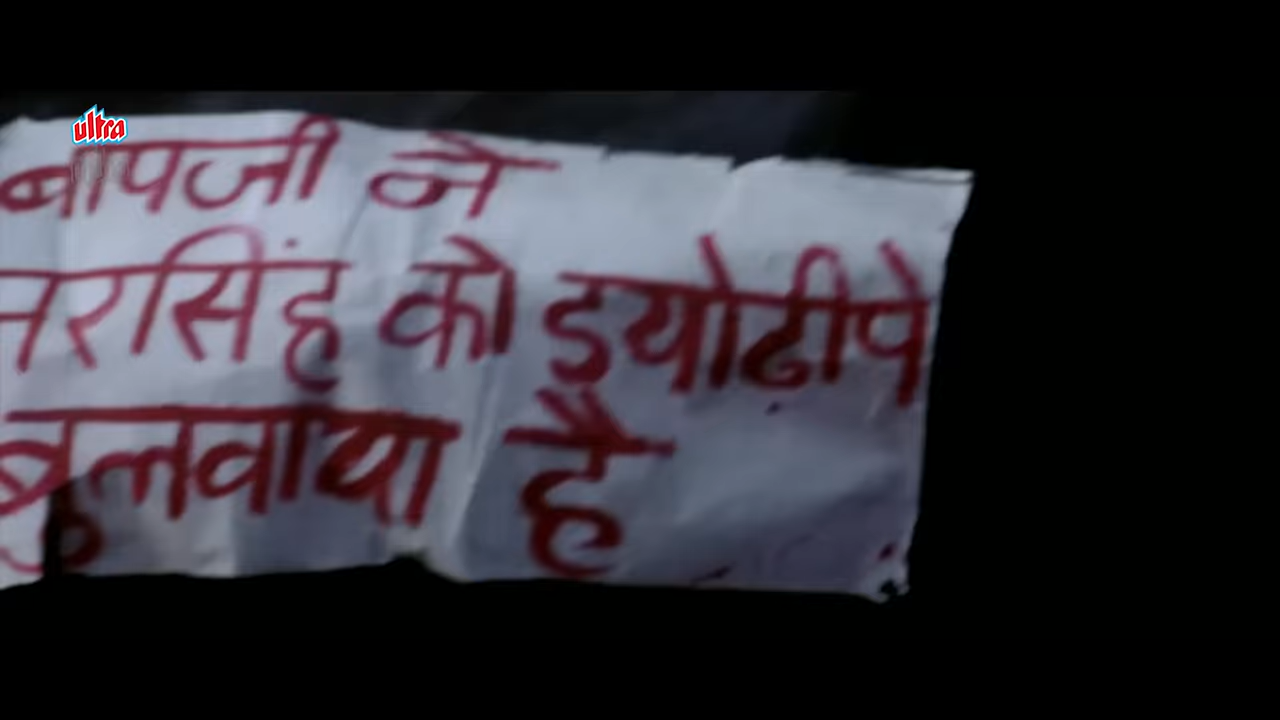 ultra
बापजी ने
नरसिंह को ड्योढ़ीपे
बुलवाया है